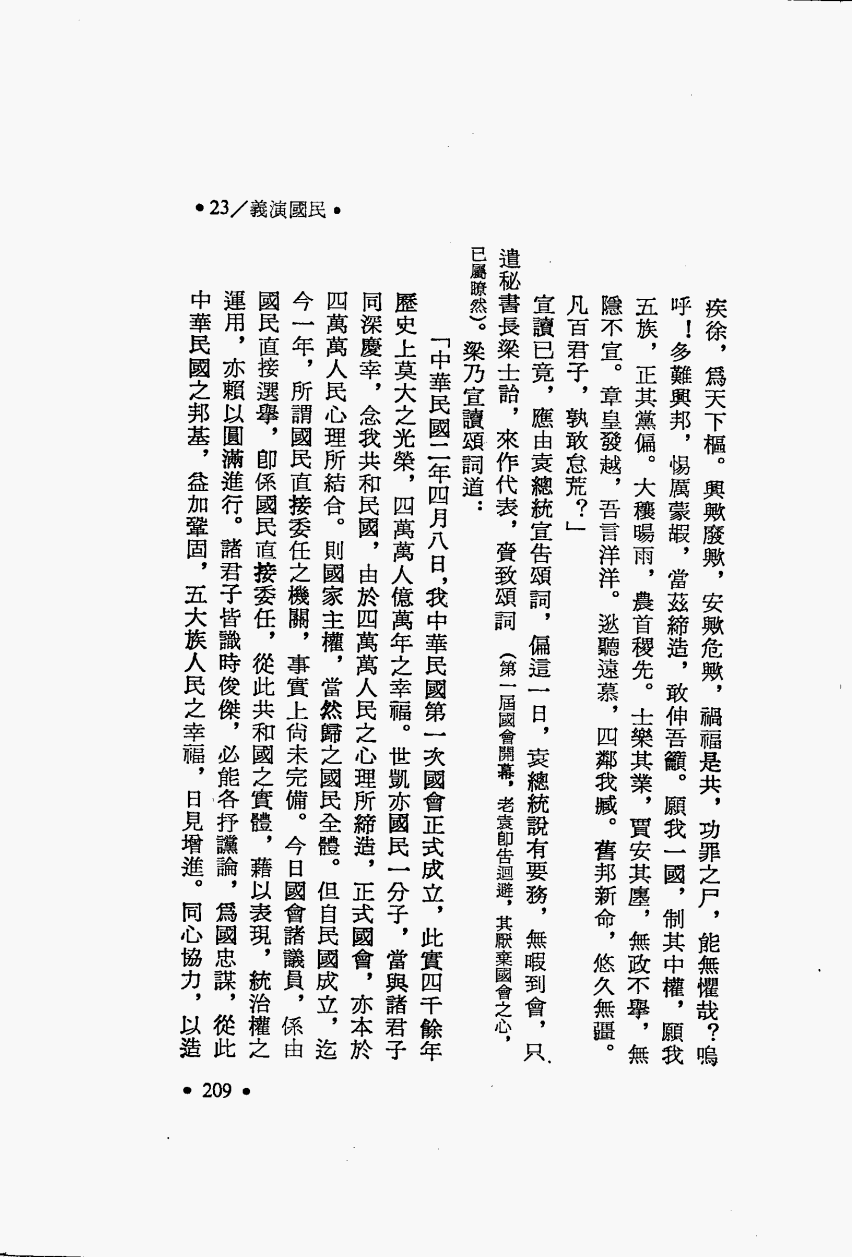 •23／義演國民•
疾徐，爲天下樞。興歟廢歟，安歟危歟，禍福是共，功罪之尸，能無懼哉？嗚
呼！多難興邦，惕厲蒙嘏，當茲締造，敢伸吾籲。願我一國，制其中權，願我
五族，正其黨偏。大穰暘雨，農首稷先。士樂其業，賈安其廛，無政不舉，無
隱不宣。章皇發越，吾言洋洋。逖聽遠慕，四鄰我臧。舊邦新命，悠久無疆。
凡百君子，孰敢怠荒？」
宣讀已竟，應由袁總統宣告頌詞，偏這一日，袁總統說有要務，無暇到會，只
遣秘書長梁士詒，來作代表，賫致頌詞（第一屆國會開幕，老袁卽告迴避，其厭棄國會之心，
已屬瞭然）。梁乃宣讀頌詞道：
「中華民國二年四月八日，我中華民國第一次國會正式成立，此實四千餘年
歷史上莫大之光榮，四萬萬人億萬年之幸福。世凱亦國民一分子，當與諸君子
同深慶幸，念我共和民國，由於四萬萬人民之心理所締造，正式國會，亦本於
四萬萬人民心理所結合。則國家主權，當然歸之國民全體。但自民國成立，迄
今一年，所謂國民直接委任之機關，事實上尙未完備。今日國會諸議員，係由
國民直接選舉，卽係國民直接委任，從此共和國之實體，藉以表現，統治權之
運用，亦賴以圓滿進行。諸君子皆識時俊傑，必能各抒讜論，爲國忠謀，從此
中華民國之邦基，益加鞏固，五大族人民之幸福，日見增進。同心協力，以造
•209•